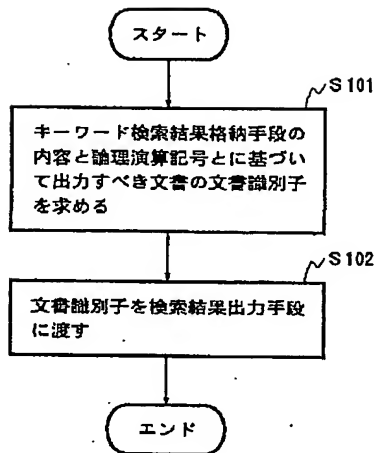 スタート
S101
キーワード検索結果格納手段の
内容と論理演算記号とに基づい
て出力すべき文書の文書識別子
を求める
S102
文書識別子を検索結果出力手段
に渡す
エンド